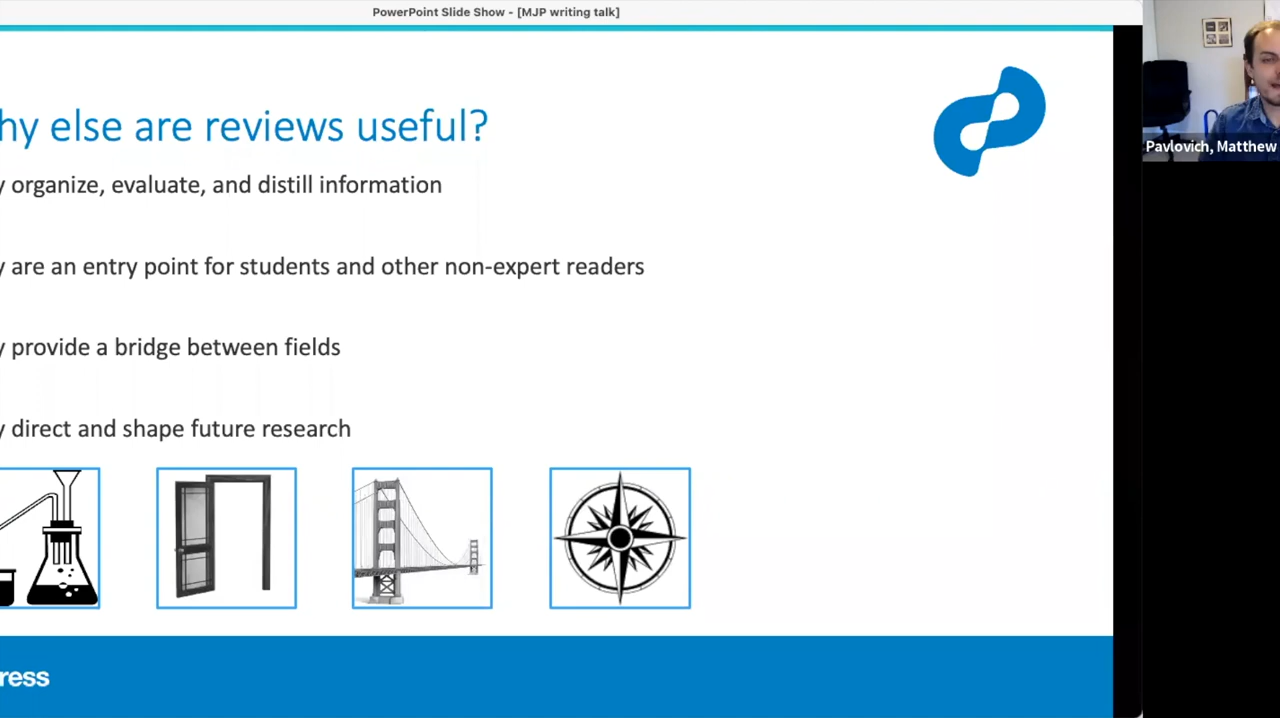 PowerPoint Slide Show - [MJP writing talk]
hy else are reviews useful?
y organize, evaluate, and distill information
Pavlovich, Matthew
y are an entry point for students and other non-expert readers
y provide a bridge between fields
y direct and shape future research
ress